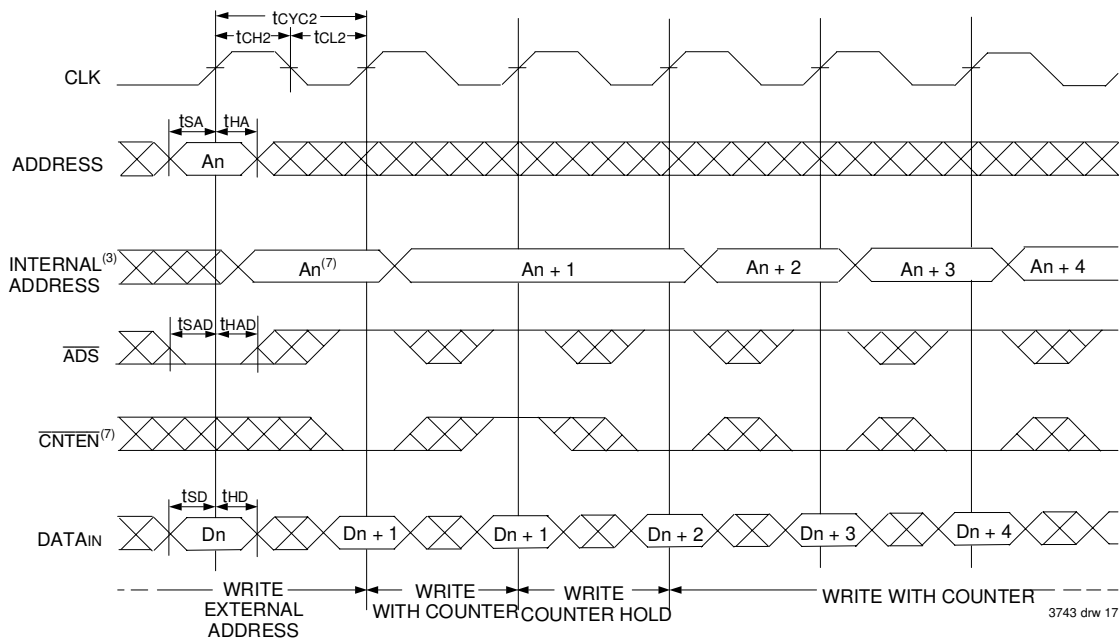 tCYC2
tCH2 tCL2
CLK
tSA tHA
ADDRESS An
INTERNAL(3) ADDRESS An(7) An + 1 An + 2 An + 3 An + 4
tSAD tHAD
ADS
CNTEN(7)
tSD tHD
DATAIN Dn Dn + 1 Dn + 1 Dn + 2 Dn + 3 Dn + 4
WRITE EXTERNAL ADDRESS
WRITE WITH COUNTER
WRITE COUNTER HOLD
WRITE WITH COUNTER
3743 drw 17